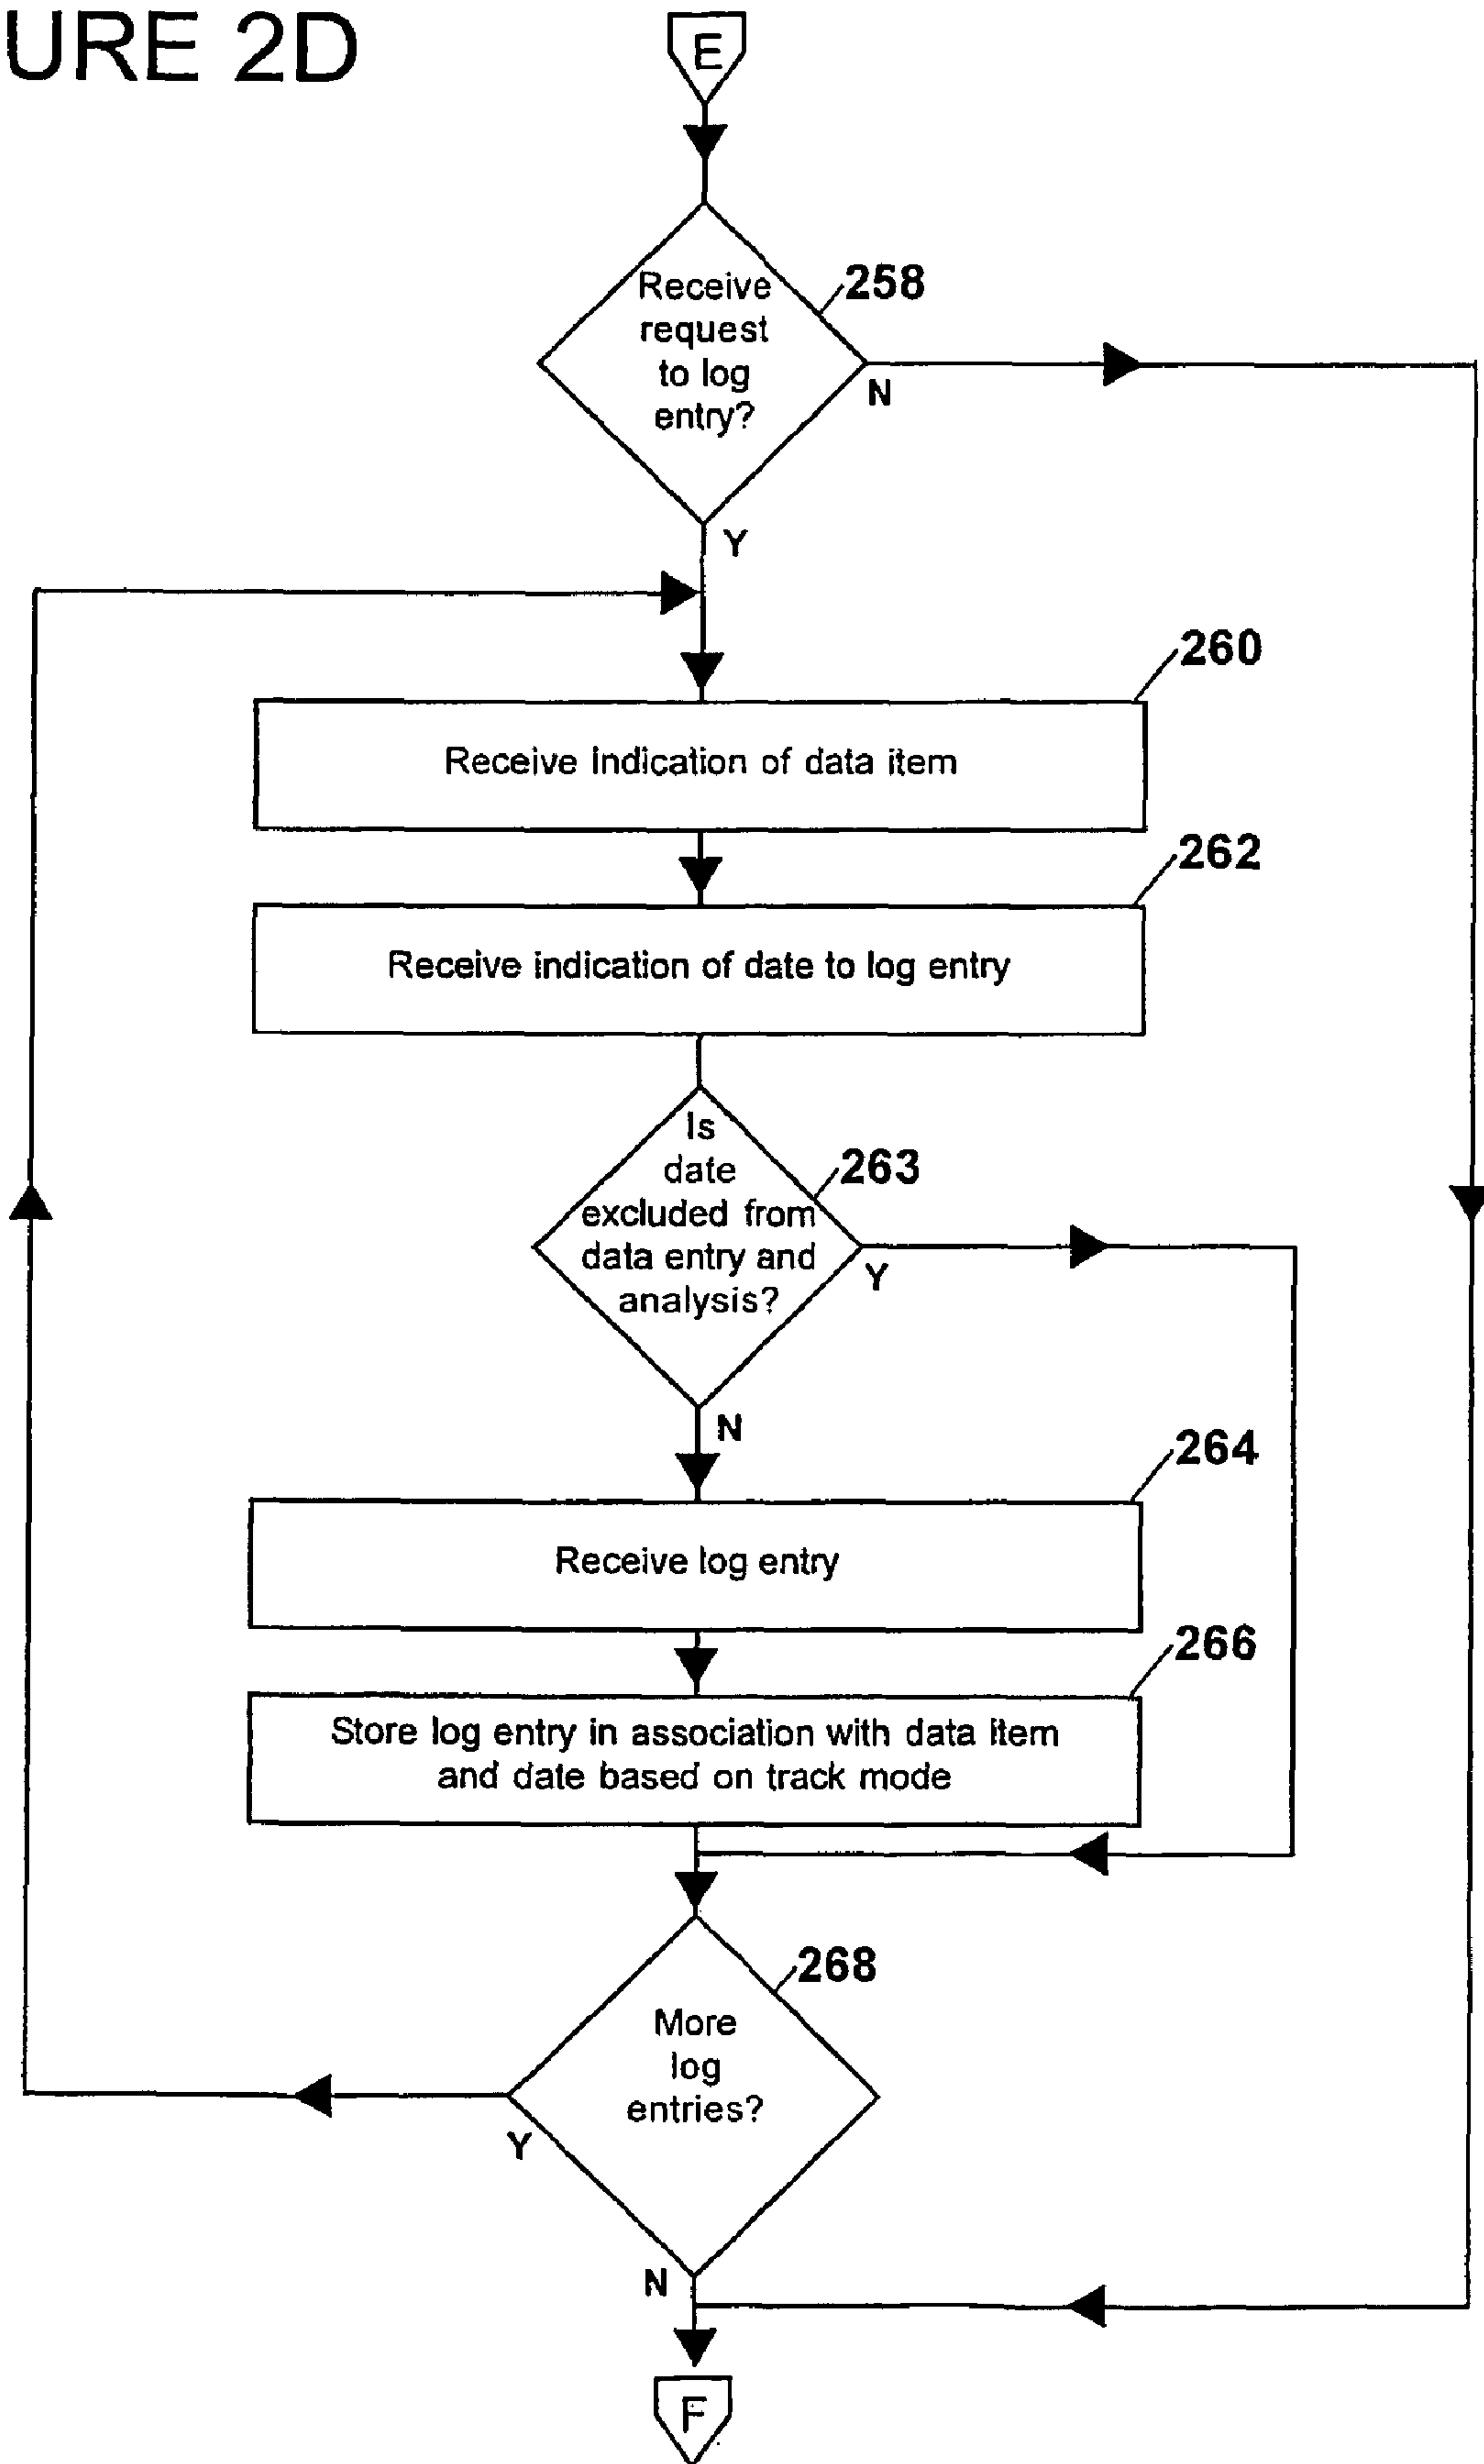 URE 2D
E
Receive
request
to log
entry?
258
N
Y
260
Receive Indication of data item
262
Receive indication of date to log entry
Is
date
excluded from
data entry and
analysis?
263
Y
N
264
Receive log entry
266
Store log entry in association with data item
and date based on track mode
268
More
log
entries?
Y
N
F